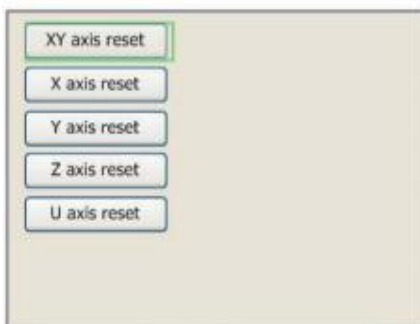 XY axis reset
X axis reset
Y axis reset
Z axis reset
U axis reset